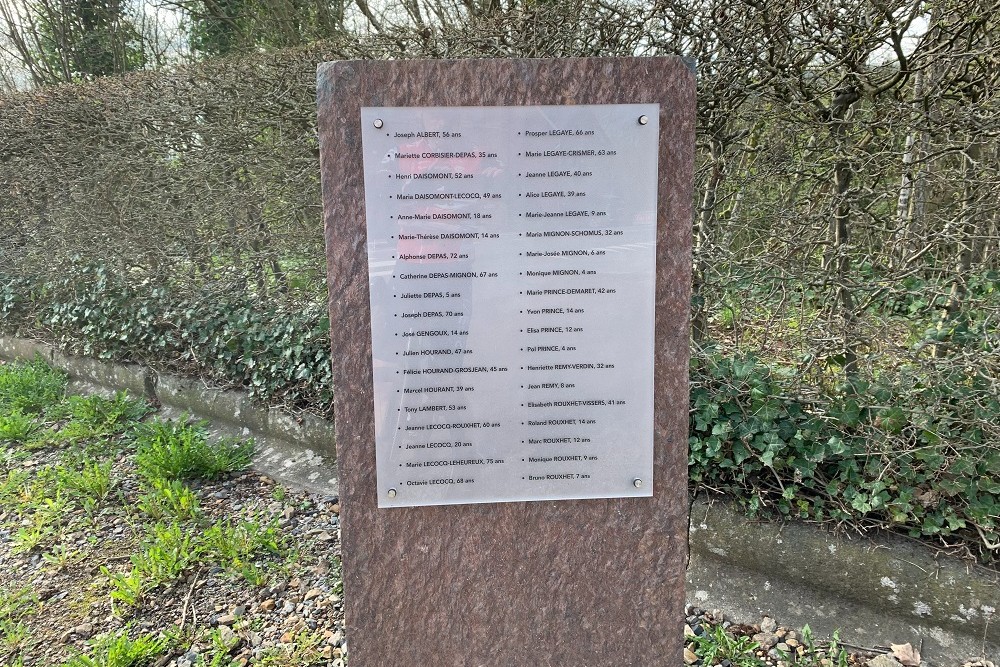 • Joseph ALBERT, 56 ans
• Mariette CORBISIER-DEPAS, 35 ans
• Henri DAISOMONT, 52 ans
• Maria DAISOMONT-LECOCQ, 49 ans
• Anne-Marie DAISOMONT, 18 ans
• Marie-Thérèse DAISOMONT, 14 ans
• Alphonse DEPAS, 72 ans
• Catherine DEPAS-MIGNON, 67 ans
• Juliette DEPAS, 5 ans
• Joseph DEPAS, 70 ans
• José GENGOUX, 14 ans
• Julien HOURAND, 47 ans
• Félicie HOURAND-GROSJEAN, 45 ans
• Marcel HOURANT, 39 ans
• Tony LAMBERT, 53 ans
• Jeanne LECOCQ-ROUXHET, 60 ans
• Jeanne LECOCQ, 20 ans
• Marie LECOCQ-LEHEUREUX, 75 ans
• Octavie LECOCQ, 68 ans
• Prosper LEGAYE, 66 ans
• Marie LEGAYE-CRISMER, 63 ans
• Jeanne LEGAYE, 40 ans
• Alice LEGAYE, 39 ans
• Marie-Jeanne LEGAYE, 9 ans
• Maria MIGNON-SCHOMUS, 32 ans
• Marie-Josée MIGNON, 6 ans
• Monique MIGNON, 4 ans
• Marie PRINCE-DEMARET, 42 ans
• Yvon PRINCE, 14 ans
• Elisa PRINCE, 12 ans
• Pol PRINCE, 4 ans
• Henriette REMY-VERDIN, 32 ans
• Jean REMY, 8 ans
• Elisabeth ROUXHET-VISSERS, 41 ans
• Roland ROUXHET, 14 ans
• Marc ROUXHET, 12 ans
• Monique ROUXHET, 9 ans
• Bruno ROUXHET, 7 ans